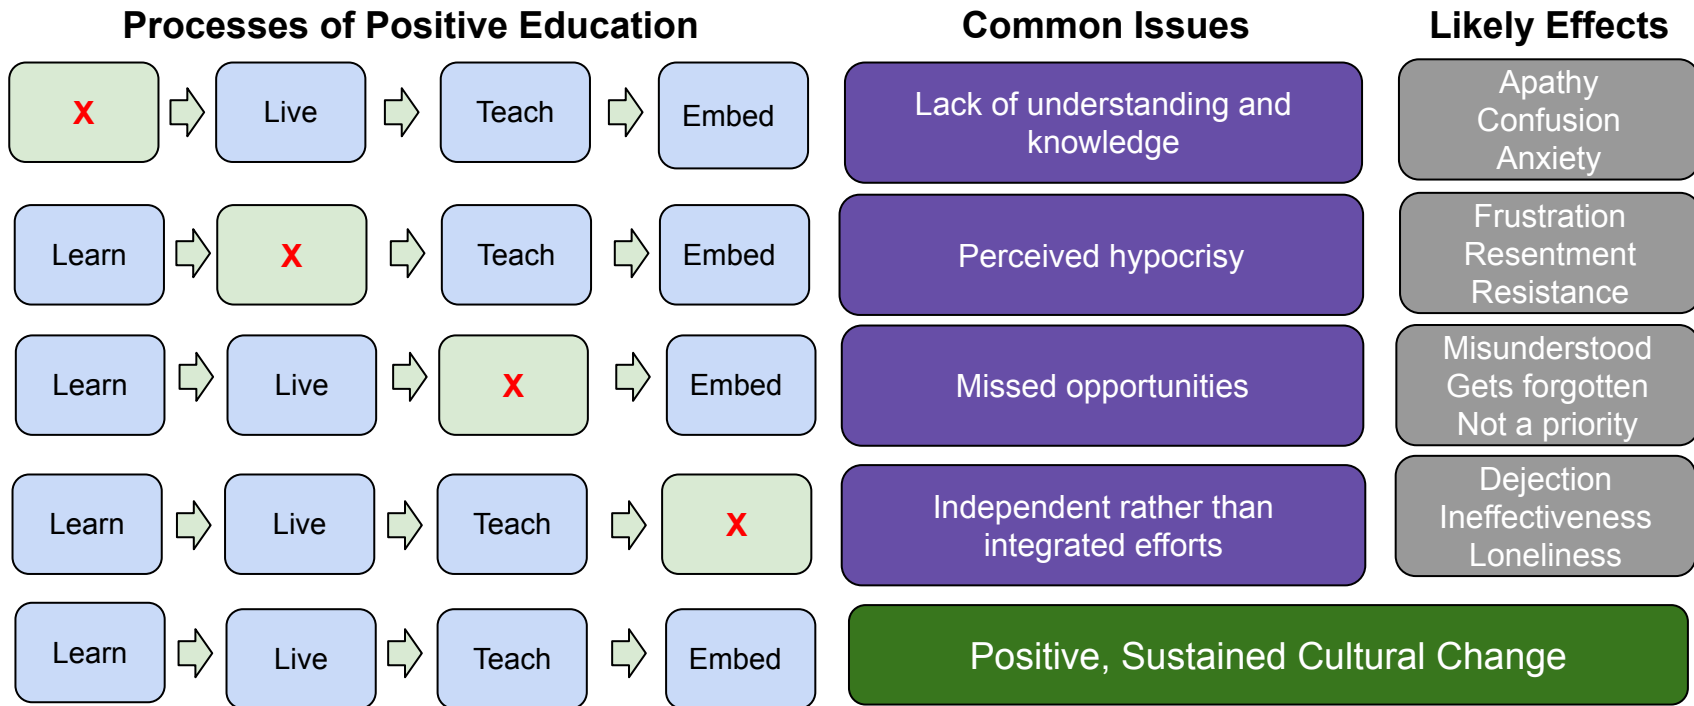 Processes of Positive Education
Common Issues
Likely Effects
X
Live
Teach
Embed
Lack of understanding and
knowledge
Apathy
Confusion
Anxiety
Learn
X
Teach
Embed
Perceived hypocrisy
Frustration
Resentment
Resistance
Learn
Live
X
Embed
Missed opportunities
Misunderstood
Gets forgotten
Not a priority
Learn
Live
Teach
X
Independent rather than
integrated efforts
Dejection
Ineffectiveness
Loneliness
Learn
Live
Teach
Embed
Positive, Sustained Cultural Change